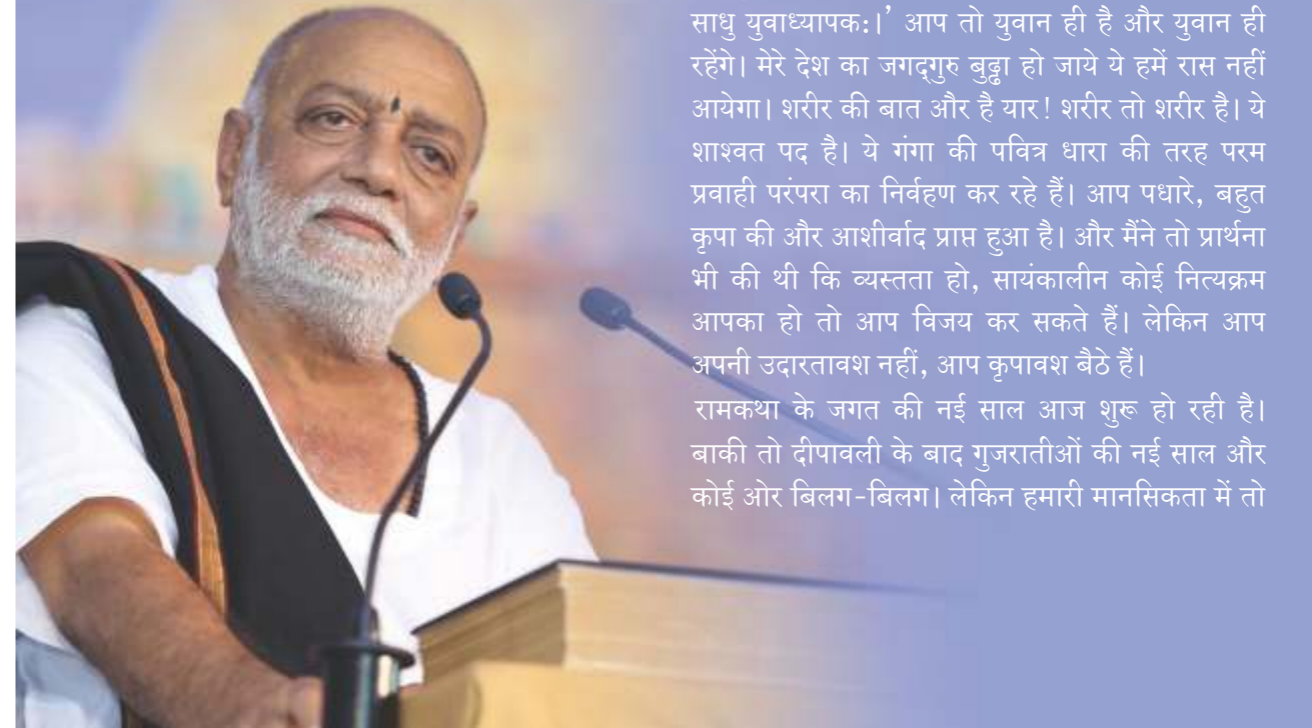 साधु युवाध्यापक:।’ आप तो युवान ही है और युवान ही
रहेंगे। मेरे देश का जगद्गुरु बुढ्ढा हो जाये ये हमें रास नहीं
आयेगा। शरीर की बात और है यार! शरीर तो शरीर है। ये
शाश्वत पद है। ये गंगा की पवित्र धारा की तरह परम
प्रवाही परंपरा का निर्वहण कर रहे हैं। आप पधारे, बहुत
कृपा की और आशीर्वाद प्राप्त हुआ है। और मैंने तो प्रार्थना
भी की थी कि व्यस्तता हो, सायंकालीन कोई नित्यक्रम
आपका हो तो आप विजय कर सकते हैं। लेकिन आप
अपनी उदारतावश नहीं, आप कृपावश बैठे हैं।
रामकथा के जगत की नई साल आज शुरू हो रही है।
बाकी तो दीपावली के बाद गुजरातीओं की नई साल और
कोई ओर बिलग-बिलग। लेकिन हमारी मानसिकता में तो